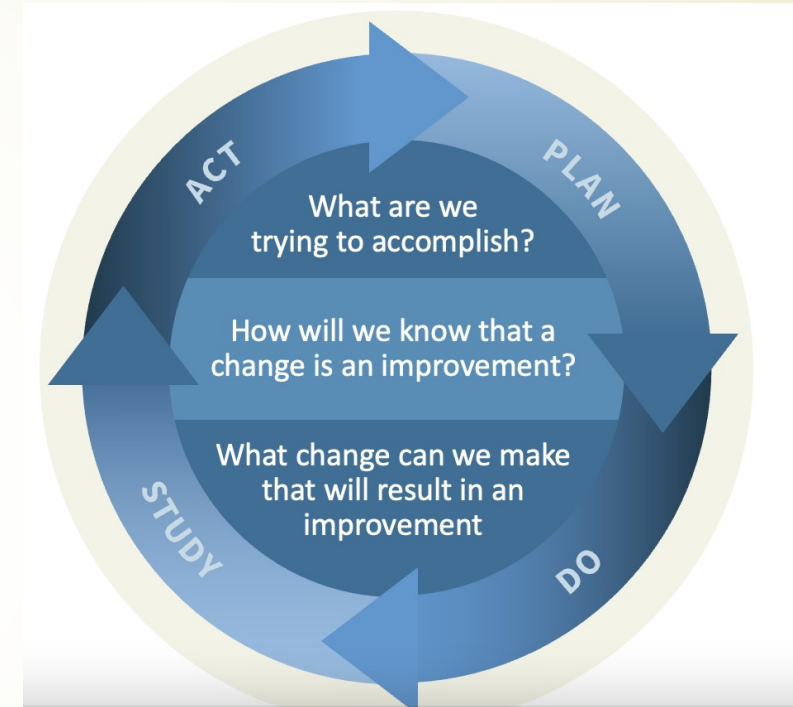 ACT
PLAN
What are we
trying to accomplish?
How will we know that a
change is an improvement?
What change can we make
that will result in an
improvement
STUDY
DO